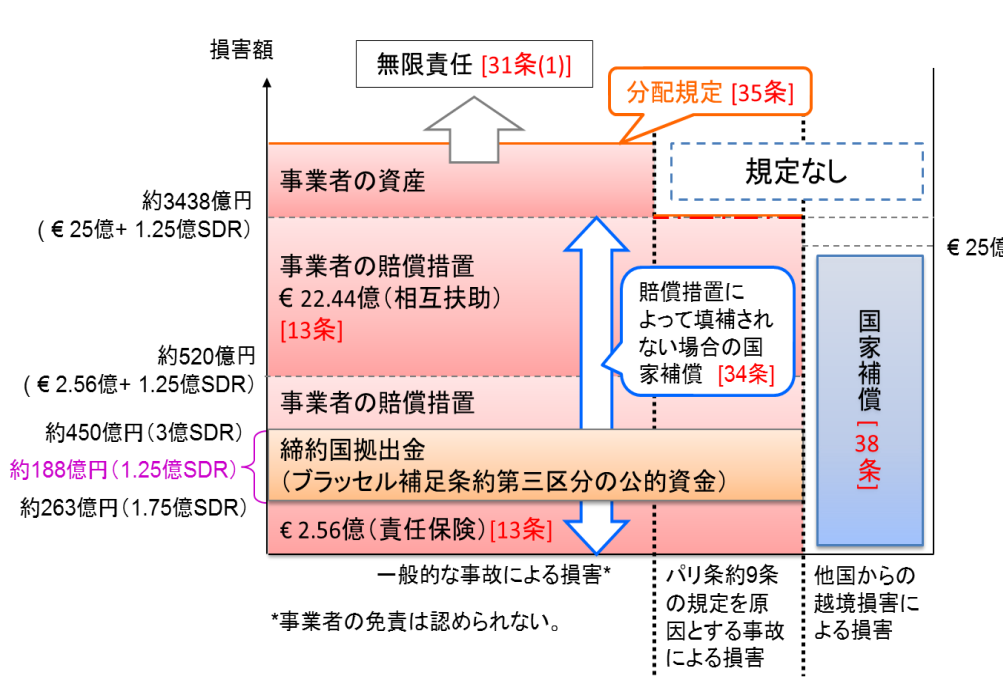 損害額
無限責任 [31条(1)]
分配規定 [35条]
規定なし
事業者の資産
約3438億円
(€ 25億+ 1.25億SDR)
€ 25億
事業者の賠償措置
€ 22.44億(相互扶助)
[13条]
賠償措置に
よって填補され
ない場合の国
家補償 [34条]
国家補償[38条]
約520億円
(€ 2.56億+ 1.25億SDR)
事業者の賠償措置
約450億円(3億SDR)
締約国拠出金
(ブラッセル補足条約第三区分の公的資金)
約188億円(1.25億SDR)
約263億円(1.75億SDR)
€ 2.56億(責任保険)[13条]
一般的な事故による損害*
パリ条約9条
の規定を原
因とする事故
による損害
他国からの
越境損害に
よる損害
*事業者の免責は認められない。